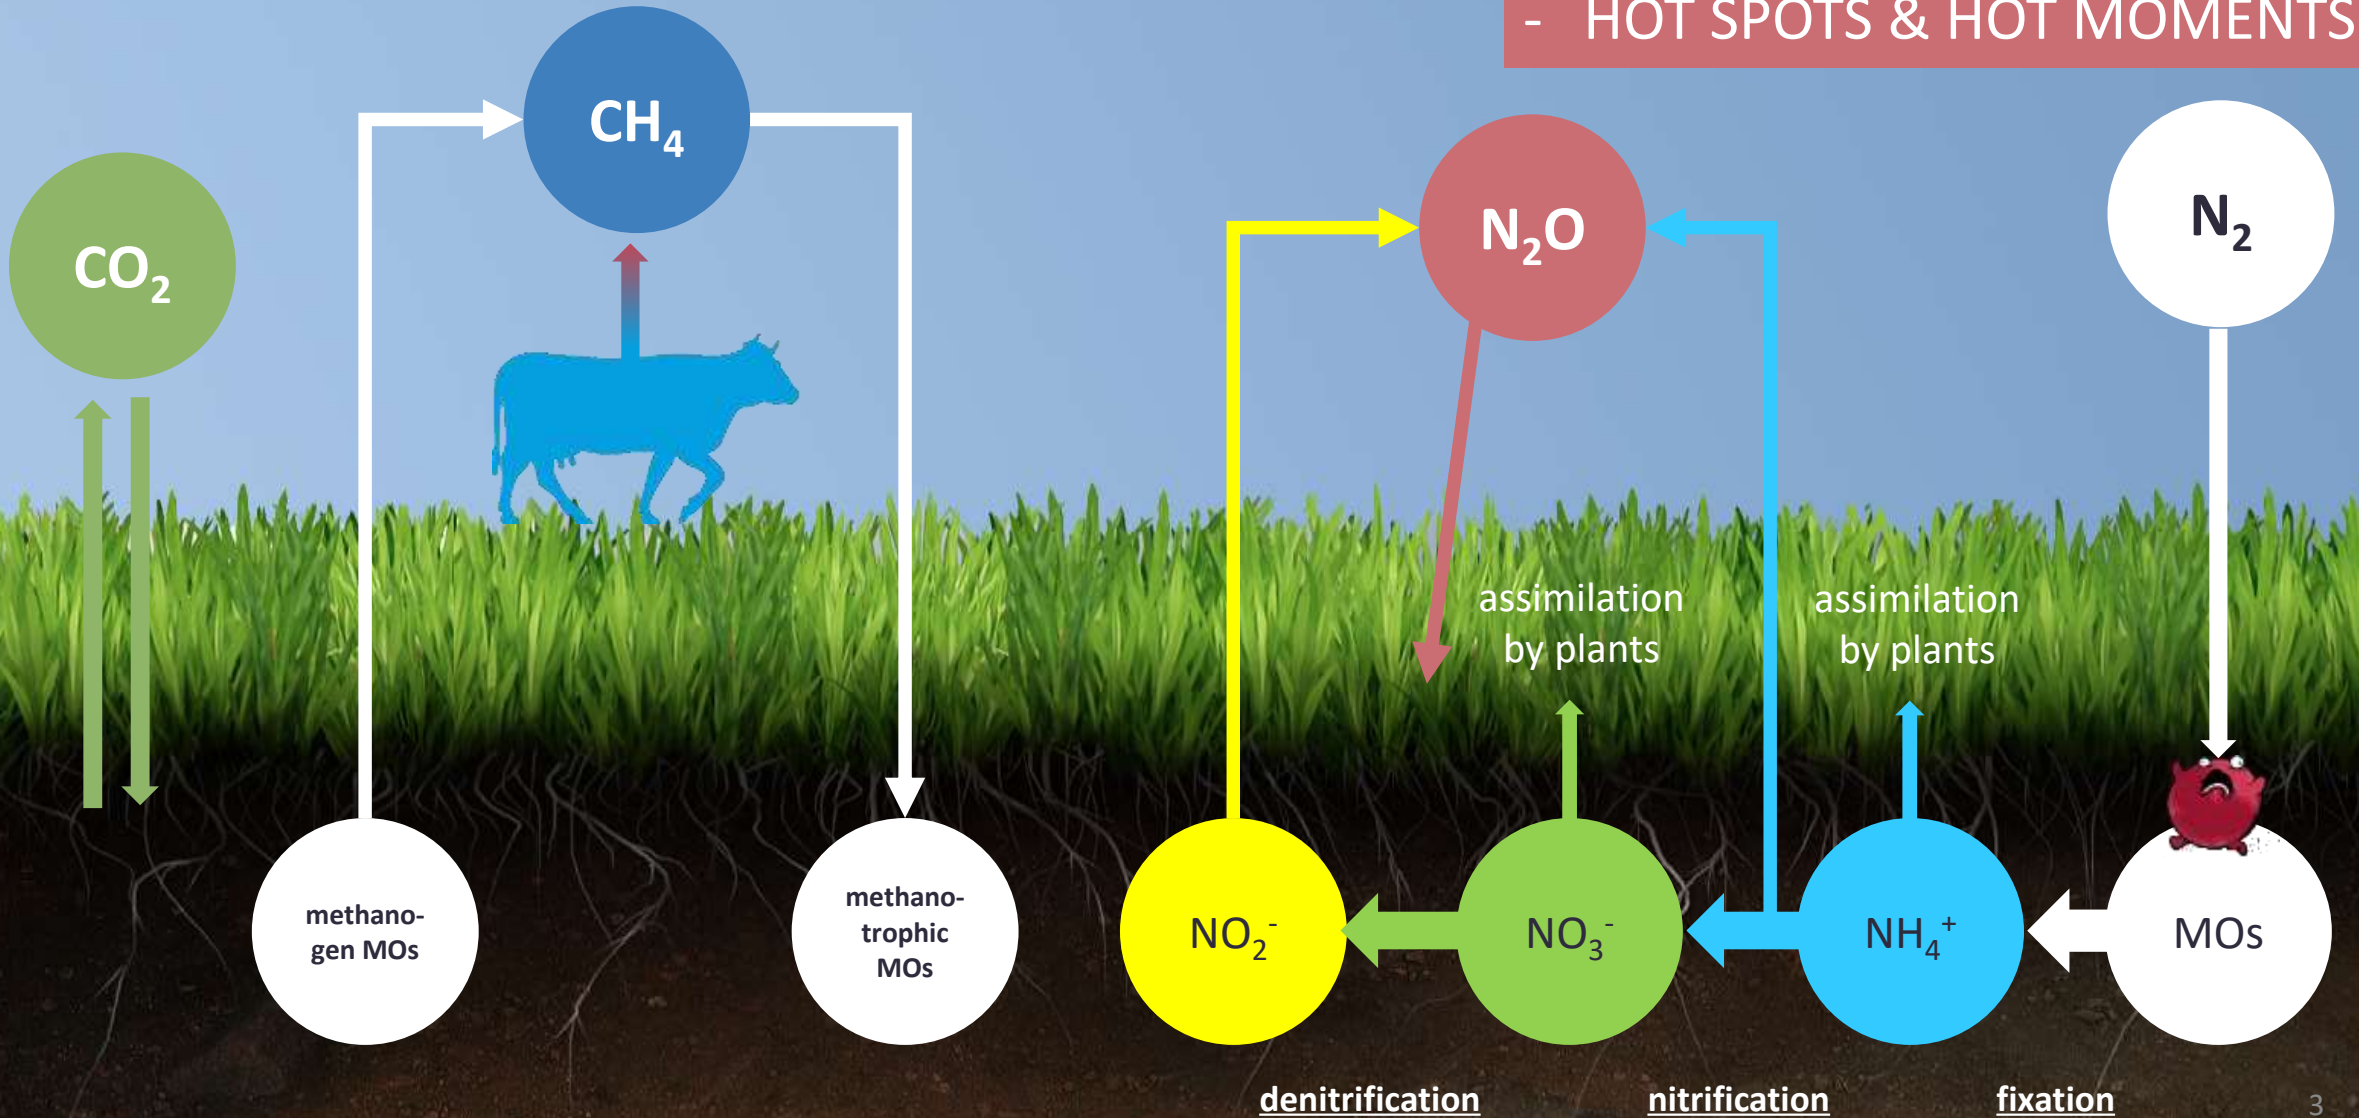 - HOT SPOTS & HOT MOMENTS
CH₄
CO₂
N₂O
N₂
assimilation
by plants
assimilation
by plants
methano-
gen MOs
methano-
trophic
MOs
NO₂⁻
NO₃⁻
NH₄⁺
MOs
denitrification
nitrification
fixation
3